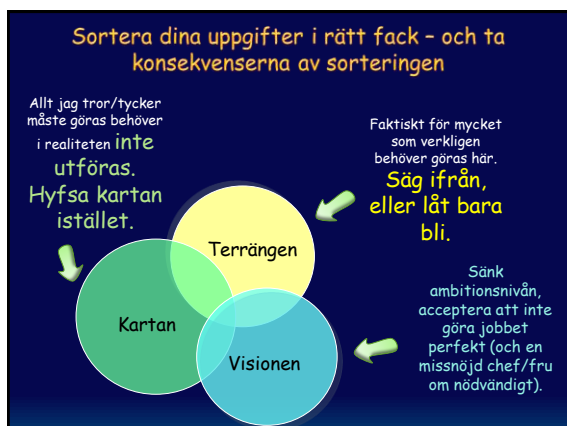 Sortera dina uppgifter i rätt fack – och ta
konsekvenserna av sorteringen
Allt jag tror/tycker
måste göras behöver
i realiteten inte
utföras.
Hyfsa kartan
istället.
Faktiskt för mycket
som verkligen
behöver göras här.
Säg ifrån,
eller låt bara
bli.
Terrängen
Kartan
Visionen
Sänk
ambitionsnivån,
acceptera att inte
göra jobbet
perfekt (och en
missnöjd chef/fru
om nödvändigt).